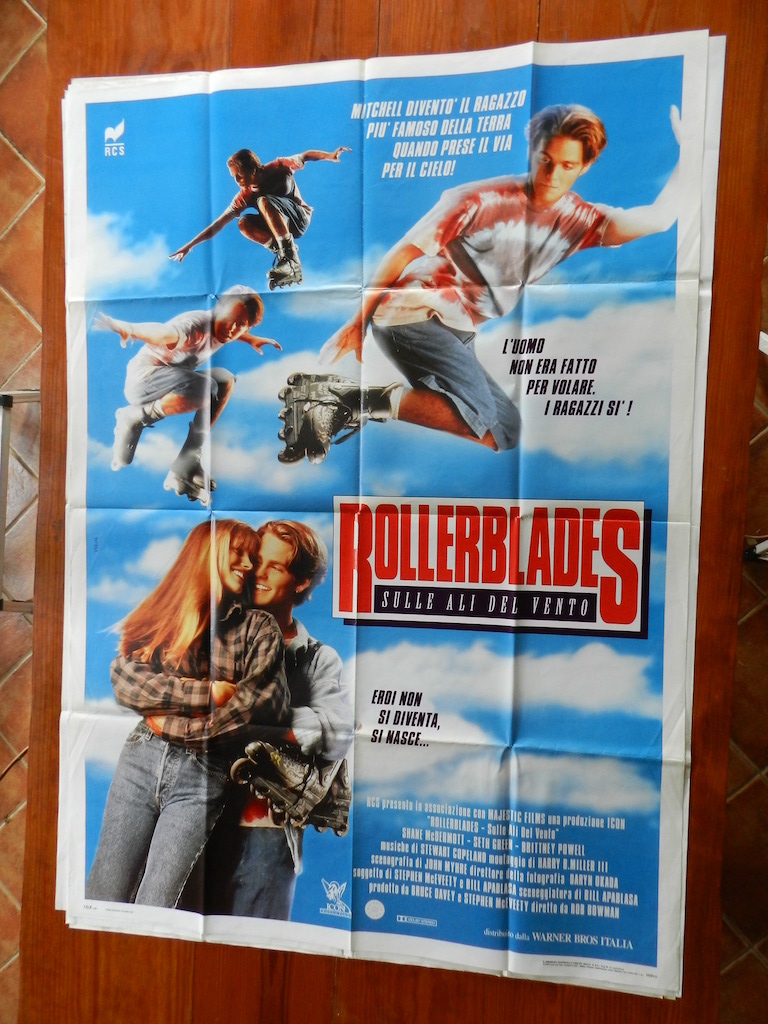 RCS
MITCHELL DIVENTO' IL RAGAZZO
PIU' FAMOSO DELLA TERRA
QUANDO PRESE IL VIA
PER IL CIELO!
L'UOMO
NON ERA FATTO
PER VOLARE.
I RAGAZZI SI'!
ROLLERBLADES
SULLE ALI DEL VENTO
EROI NON
SI DIVENTA,
SI NASCE...
RCS presenta in associazione con MAJESTIC FILMS una produzione ICON
"ROLLERBLADES - Sulle Ali Del Vento"
SHANE McDERMOTT - SETH GREEN - BRITTNEY POWELL
musiche di STEWART COPELAND montaggio di HARRY B. MILLER III
scenografia di JOHN MYHRE direttore della fotografia DARYN OKADA
soggetto di STEPHEN McEVEETY e BILL APABLASA sceneggiatura di BILL APABLASA
prodotto da BRUCE DAVEY e STEPHEN McEVEETY diretto da ROB BOWMAN
ICON
DOLBY STEREO
distribuito dalla WARNER BROS ITALIA